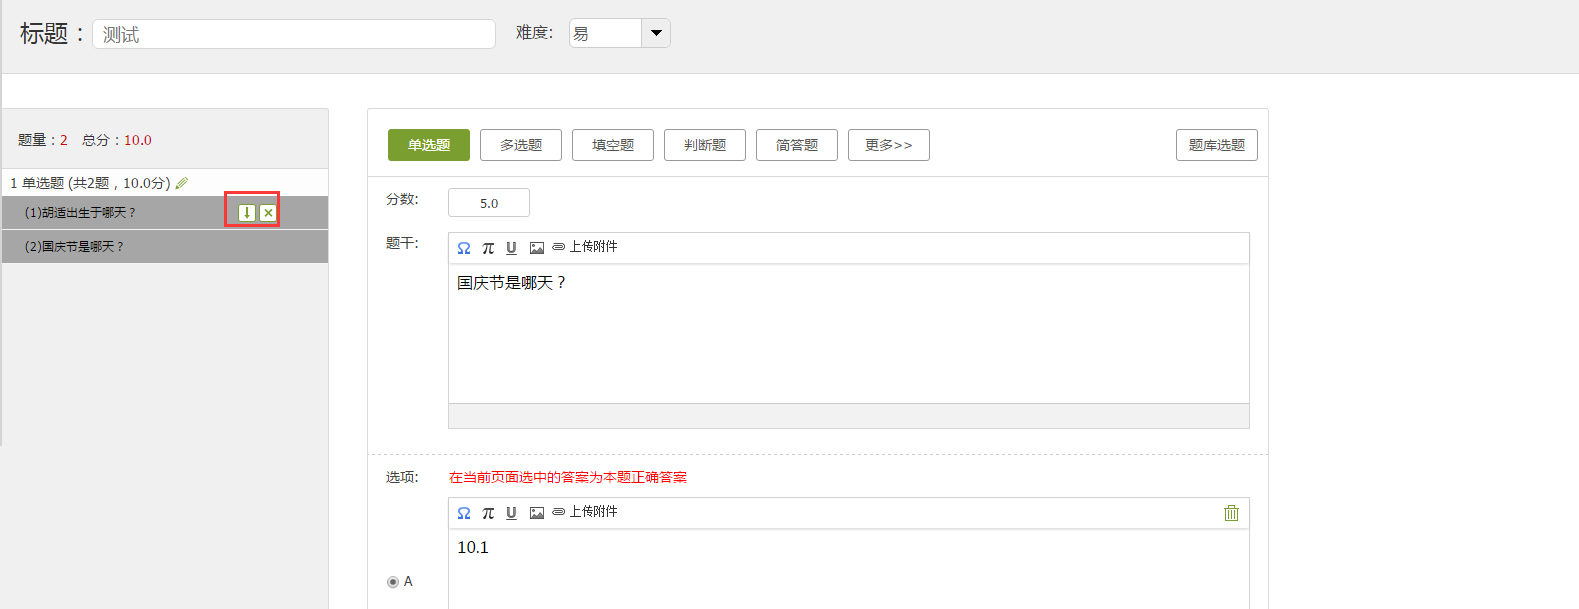 标题： 测试 难度： 易
题量：2 总分：10.0
1 单选题 (共2题，10.0分)
(1)胡适出生于哪天？
(2)国庆节是哪天？
单选题 多选题 填空题 判断题 简答题 更多>> 题库选题
分数： 5.0
题干： Ω π U 上传附件
国庆节是哪天？
选项： 在当前页面选中的答案为本题正确答案
Ω π U 上传附件
10.1
A